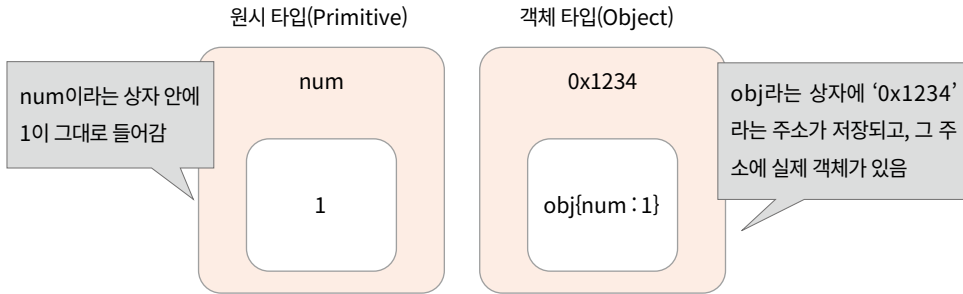 원시 타입(Primitive)
객체 타입(Object)
num이라는 상자 안에
1이 그대로 들어감
num
1
0x1234
obj{num : 1}
obj라는 상자에 ‘0x1234’
라는 주소가 저장되고, 그 주
소에 실제 객체가 있음